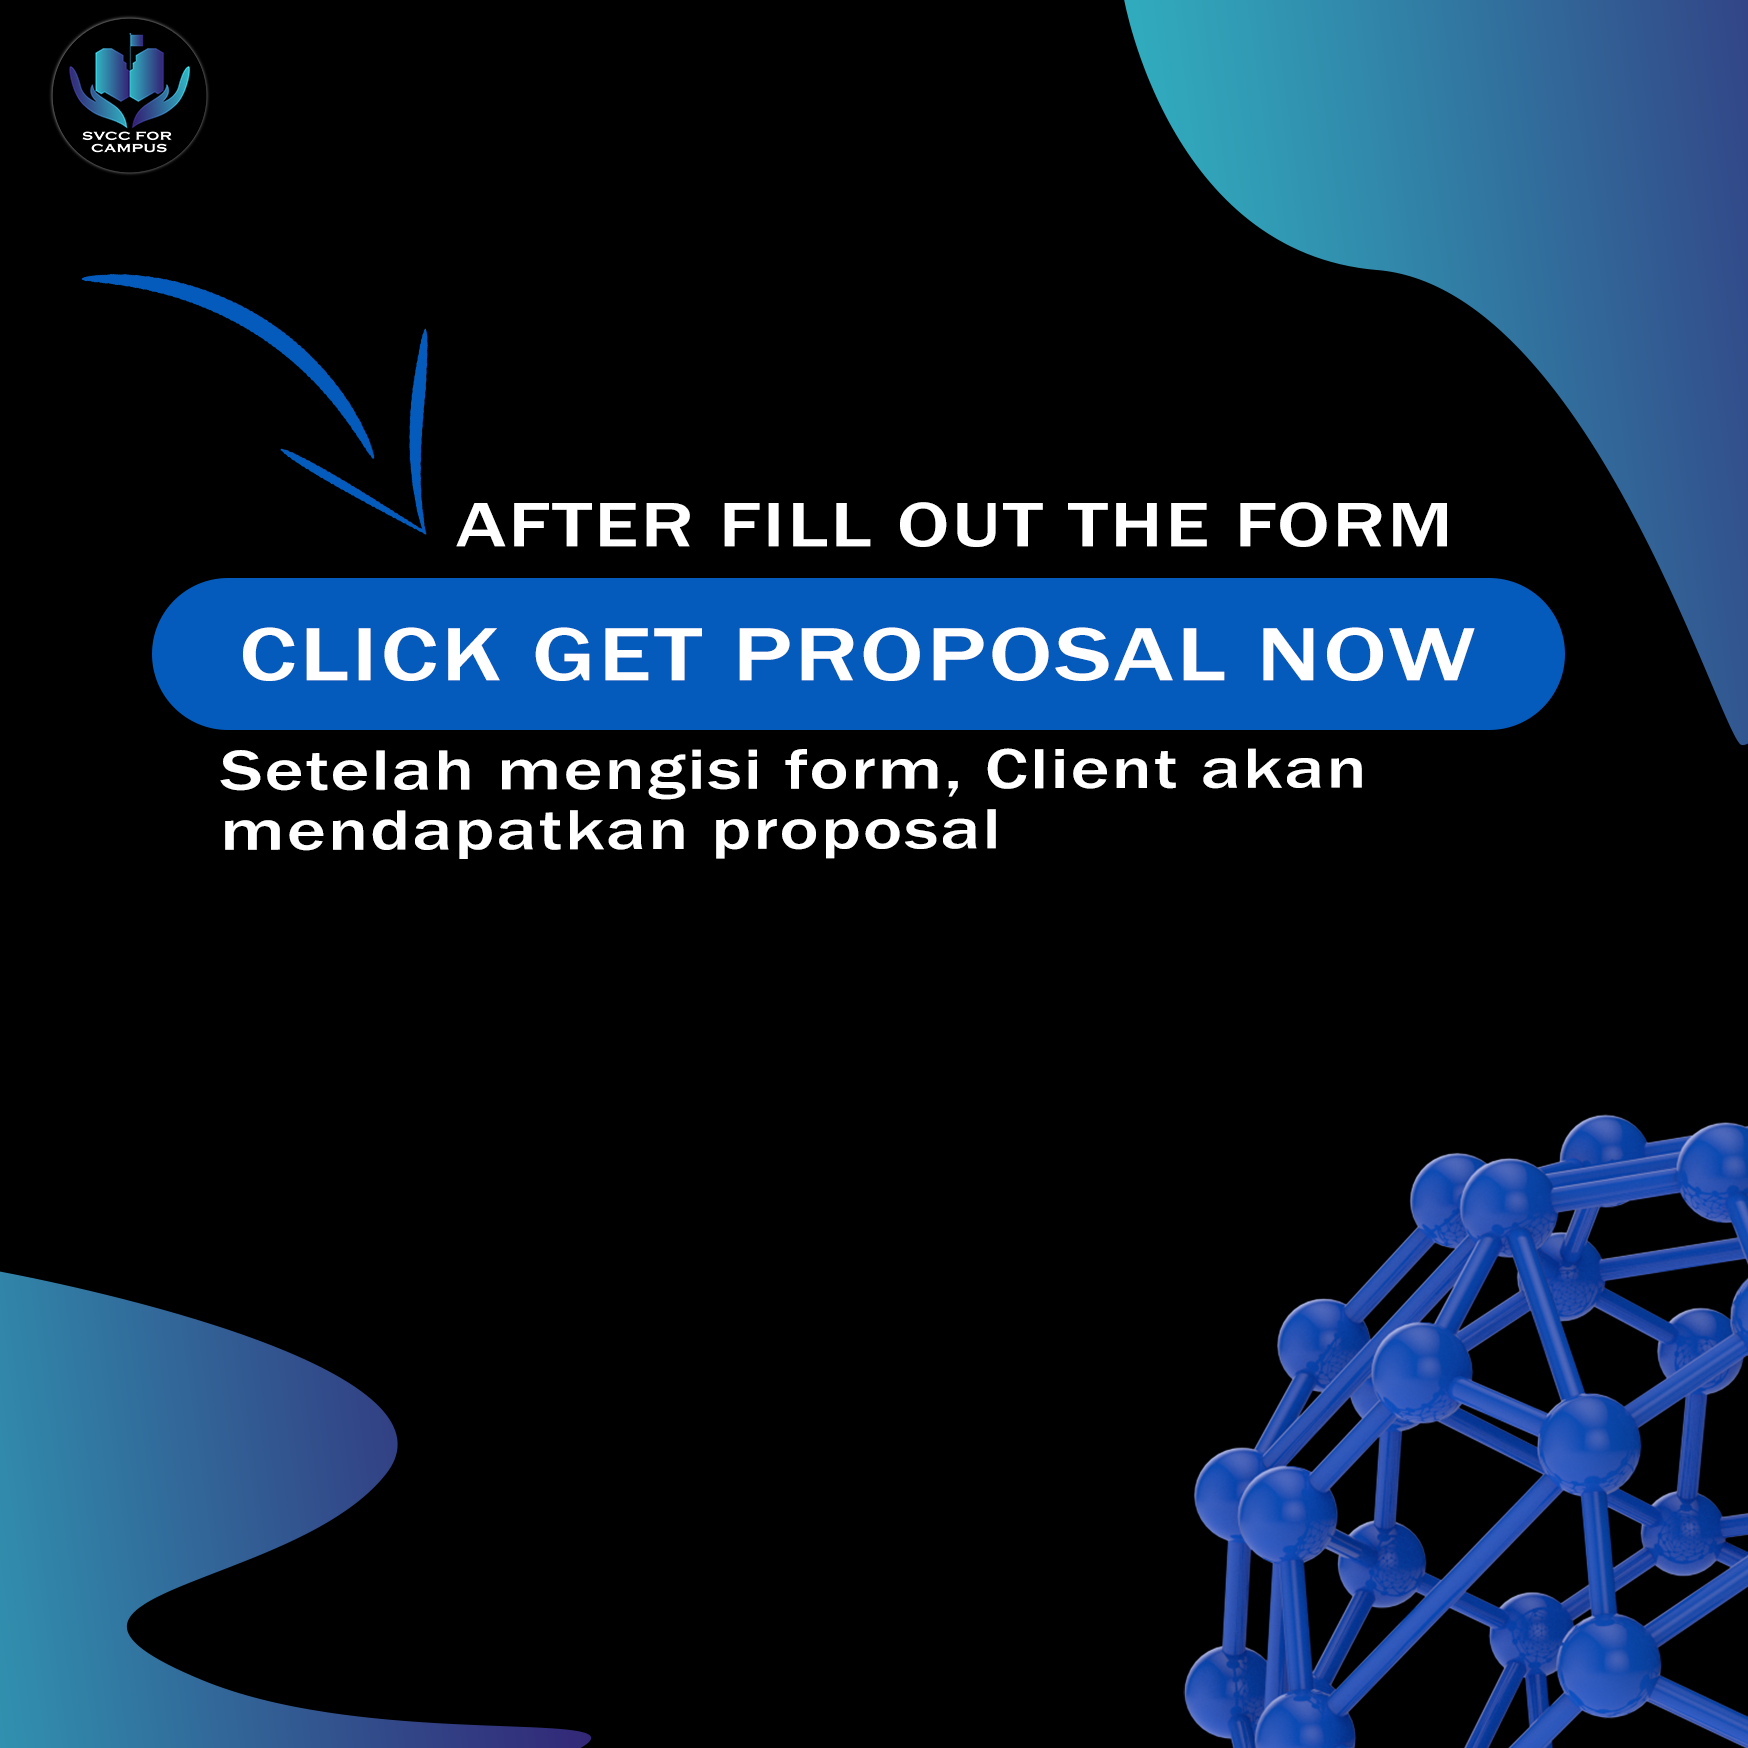 SVCC FOR
CAMPUS
AFTER FILL OUT THE FORM
CLICK GET PROPOSAL NOW
Setelah mengisi form, Client akan
mendapatkan proposal